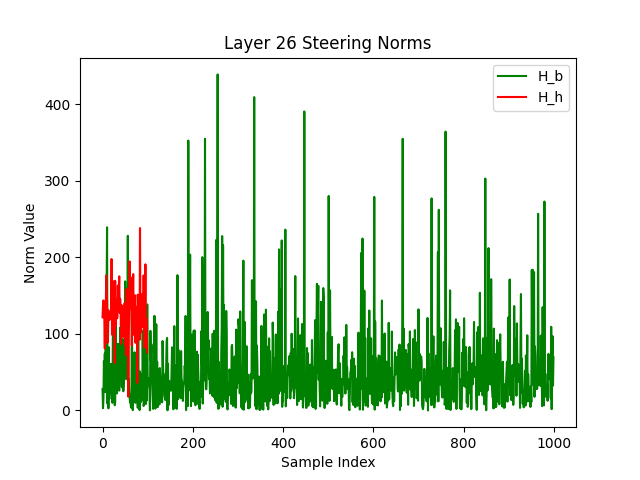 Layer 26 Steering Norms
H_b
H_h
Norm Value
400
300
200
100
0
0 200 400 600 800 1000
Sample Index